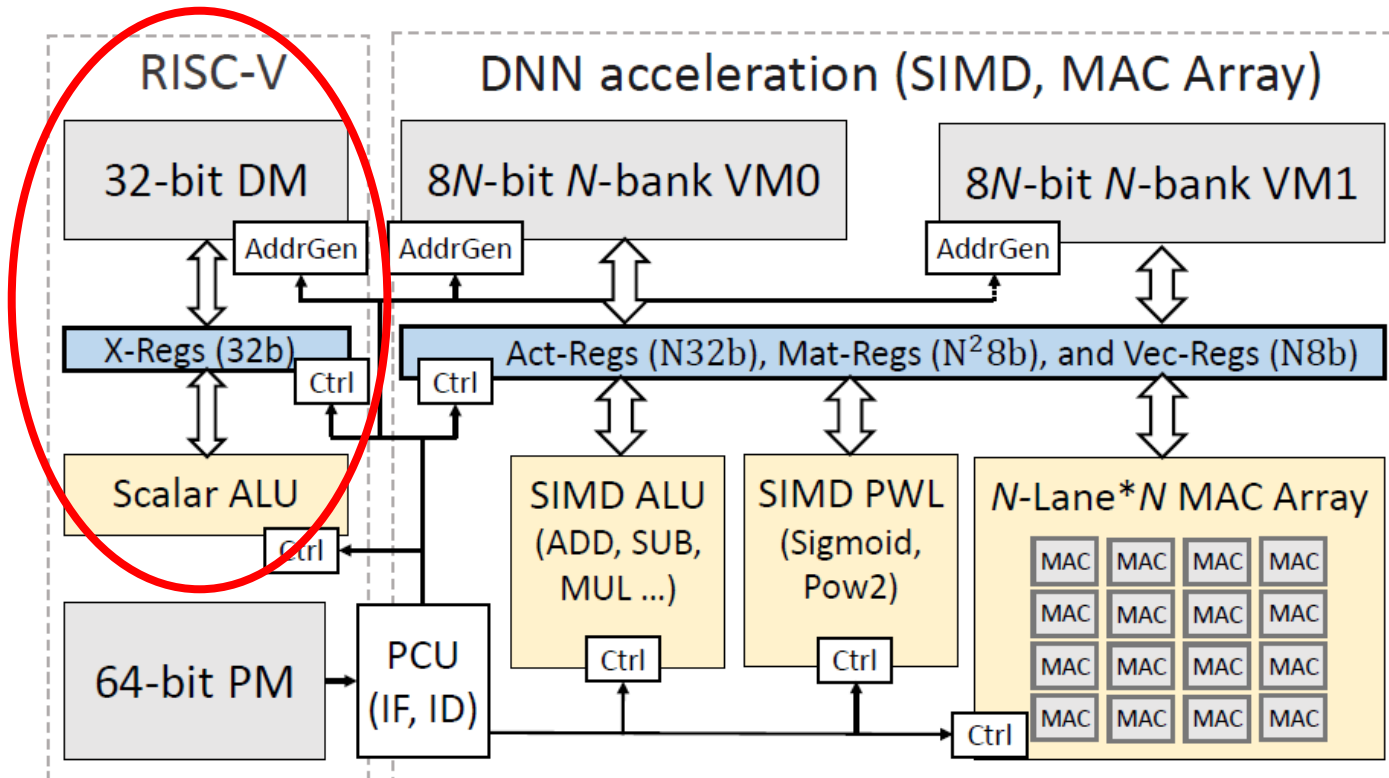 RISC-V
DNN acceleration (SIMD, MAC Array)
32-bit DM
8N-bit N-bank VM0
8N-bit N-bank VM1
AddrGen
AddrGen
AddrGen
X-Regs (32b)
Act-Regs (N32b), Mat-Regs (N²8b), and Vec-Regs (N8b)
Ctrl
Ctrl
Scalar ALU
Ctrl
SIMD ALU
(ADD, SUB,
MUL ...)
Ctrl
SIMD PWL
(Sigmoid,
Pow2)
Ctrl
N-Lane*N MAC Array
MAC MAC MAC MAC
MAC MAC MAC MAC
MAC MAC MAC MAC
MAC MAC MAC MAC
Ctrl
64-bit PM
PCU
(IF, ID)